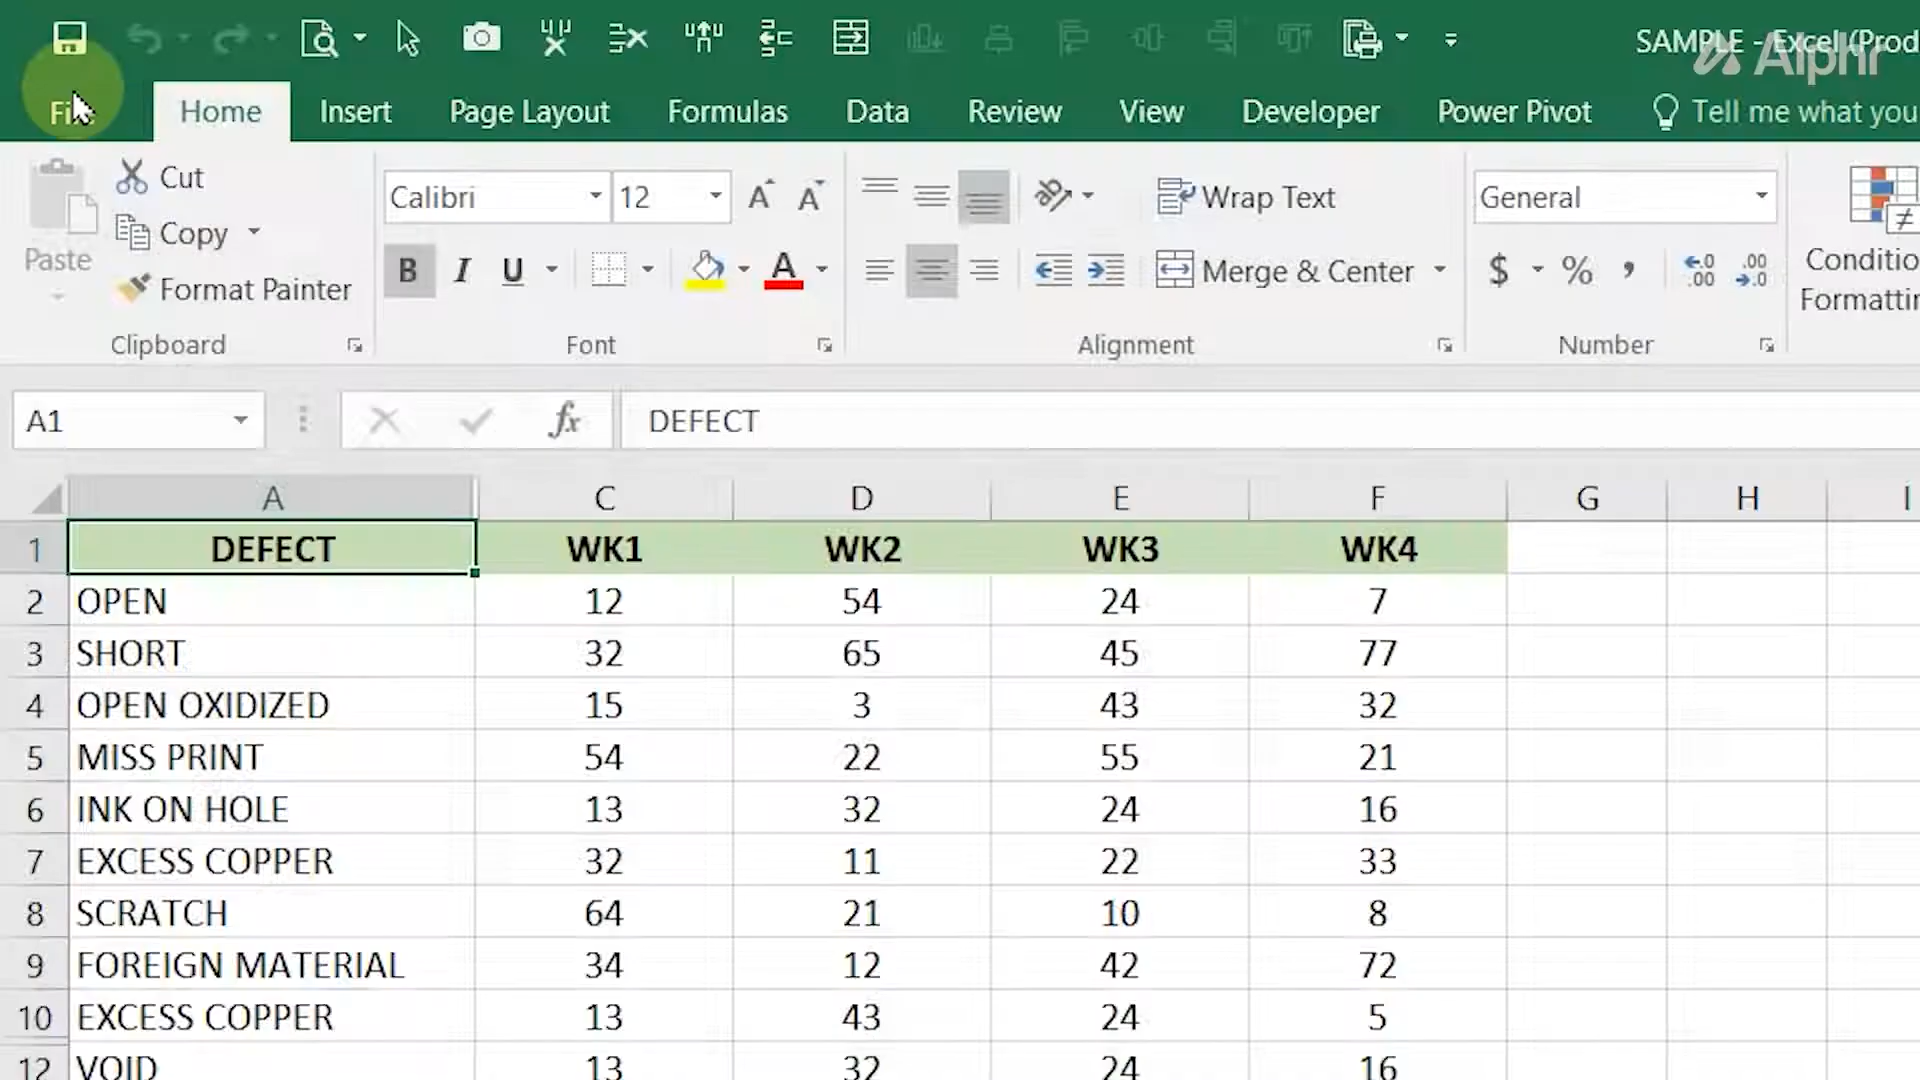 SAMPLE - Excel (Prod
Alphr
Home Insert Page Layout Formulas Data Review View Developer Power Pivot Tell me what you
Cut
Copy
Format Painter
Paste
Clipboard
Calibri 12
B I U
Font
Wrap Text
Merge & Center
Alignment
General
$ % ,
Number
Conditio
Formattin
A1 fx DEFECT
A C D E F G H I
1 DEFECT WK1 WK2 WK3 WK4
2 OPEN 12 54 24 7
3 SHORT 32 65 45 77
4 OPEN OXIDIZED 15 3 43 32
5 MISS PRINT 54 22 55 21
6 INK ON HOLE 13 32 24 16
7 EXCESS COPPER 32 11 22 33
8 SCRATCH 64 21 10 8
9 FOREIGN MATERIAL 34 12 42 72
10 EXCESS COPPER 13 43 24 5
12 VOID 13 32 24 16